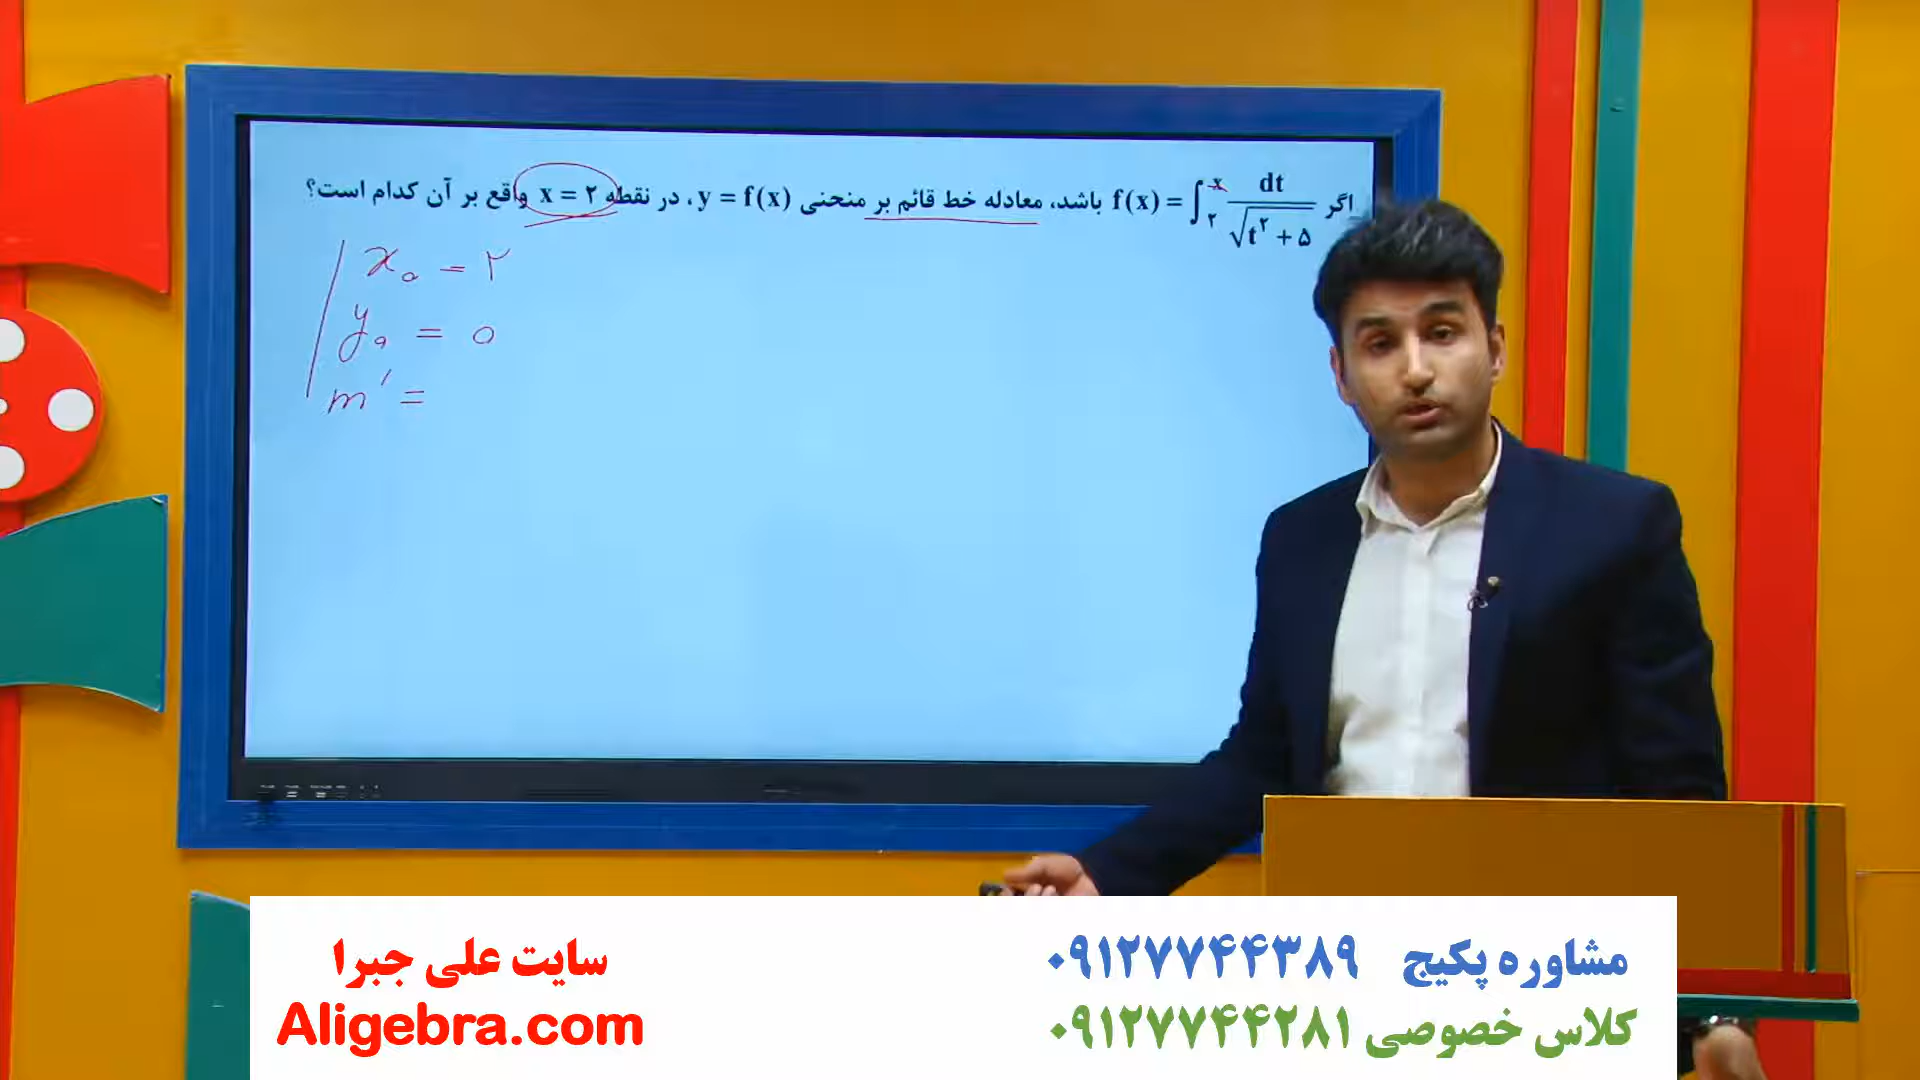 اگر f(x) = ∫₂ˣ dt / √(t² + ۵) باشد، معادله خط قائم بر منحنی y = f(x)، در نقطه x = ۲ واقع بر آن کدام است؟
x₀ = ۲
y₀ = ۰
m′ =
مشاوره پکیج ۰۹۱۲۷۷۴۴۳۸۹
سایت علی جبرا
کلاس خصوصی ۰۹۱۲۷۷۴۴۲۸۱
Aligebra.com